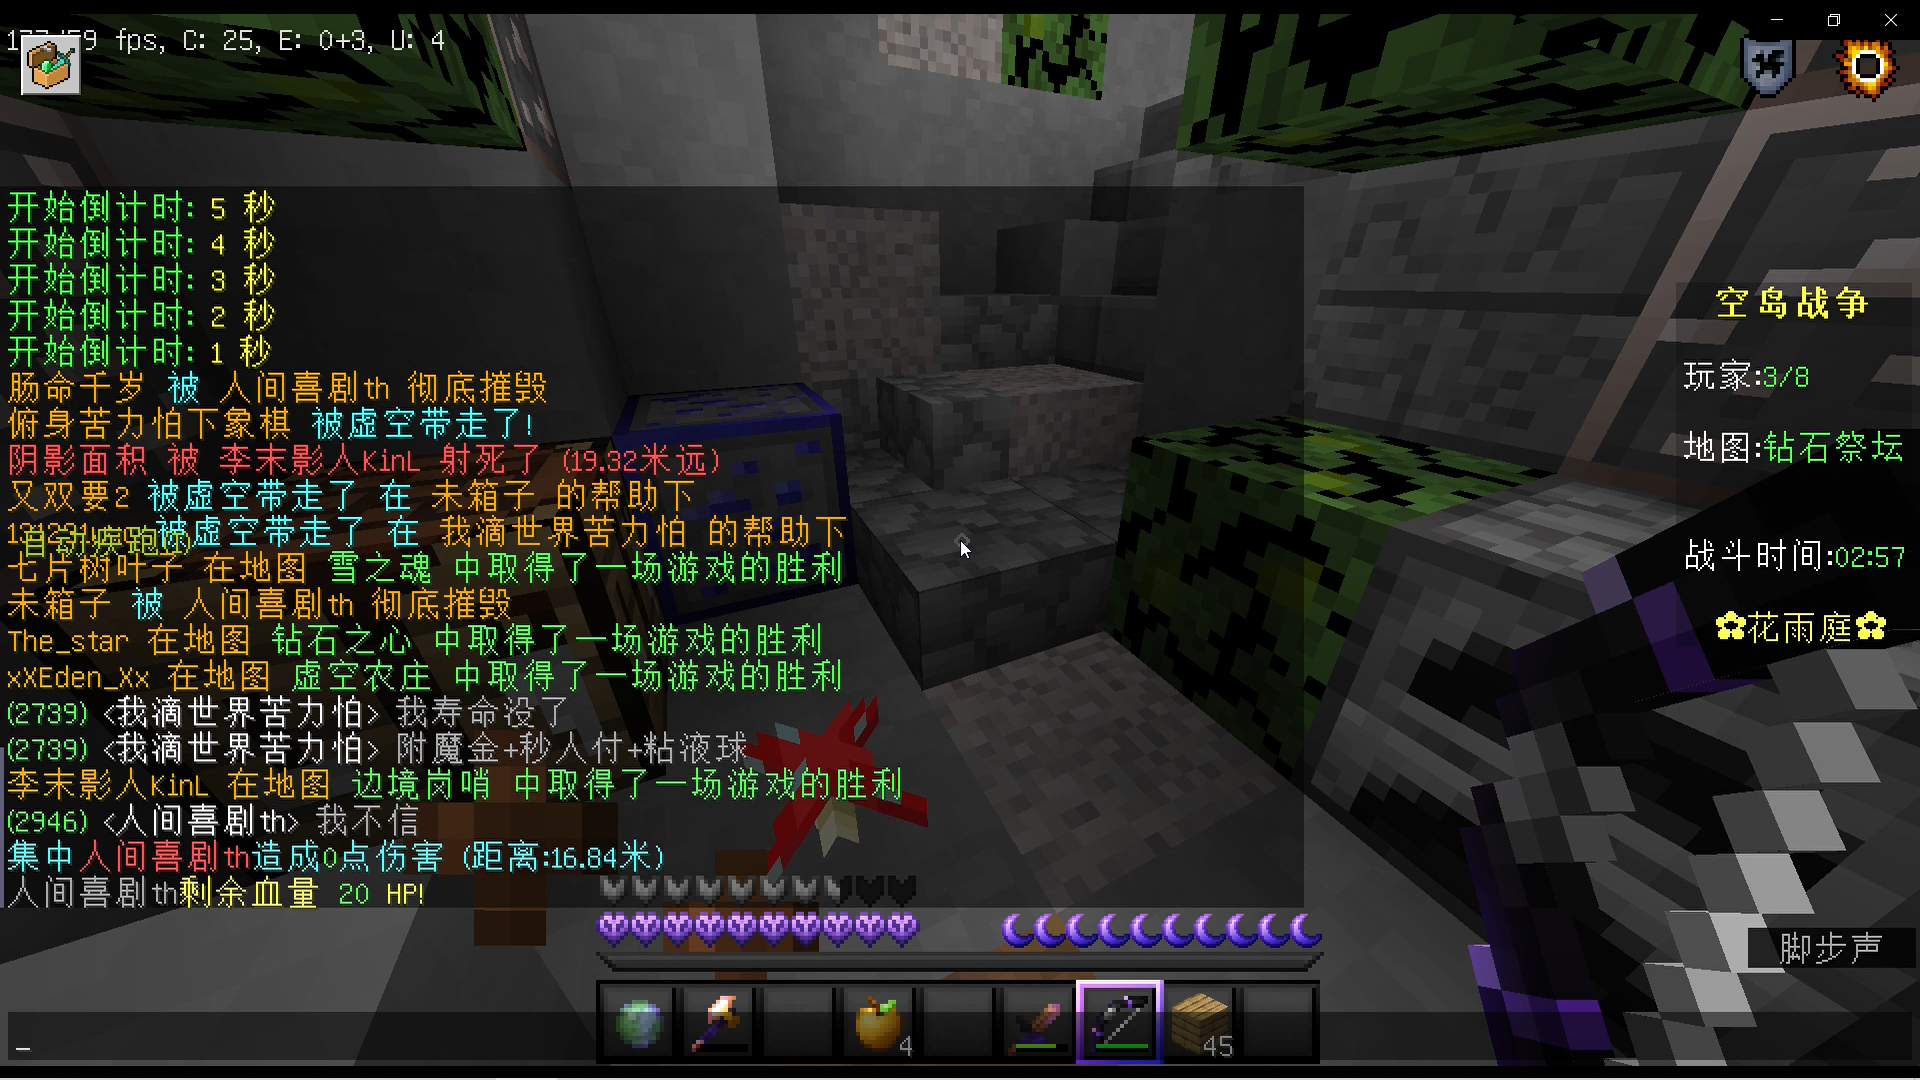 fps, C: 25, E: 0+3, U: 4
开始倒计时: 5 秒
开始倒计时: 4 秒
开始倒计时: 3 秒
开始倒计时: 2 秒
开始倒计时: 1 秒
肠命千岁 被 人间喜剧th 彻底摧毁
俯身苦力怕下象棋 被虚空带走了!
阴影面积 被 李末影人KinL 射死了 (19.32米远)
又双要2 被虚空带走了 在 未箱子 的帮助下
被虚空带走了 在 我滴世界苦力怕 的帮助下
七片树叶子 在地图 雪之魂 中取得了一场游戏的胜利
未箱子 被 人间喜剧th 彻底摧毁
The_star 在地图 钻石之心 中取得了一场游戏的胜利
xXEden_Xx 在地图 虚空农庄 中取得了一场游戏的胜利
(2739) <我滴世界苦力怕> 我寿命没了
(2739) <我滴世界苦力怕> 附魔金+秒人付+粘液球
李末影人KinL 在地图 边境岗哨 中取得了一场游戏的胜利
(2946) <人间喜剧th> 我不信
集中人间喜剧th造成0点伤害 (距离:16.84米)
人间喜剧th剩余血量 20 HP!
空岛战争
玩家:3/8
地图:钻石祭坛
战斗时间:02:57
✿花雨庭✿
脚步声
4
45
_